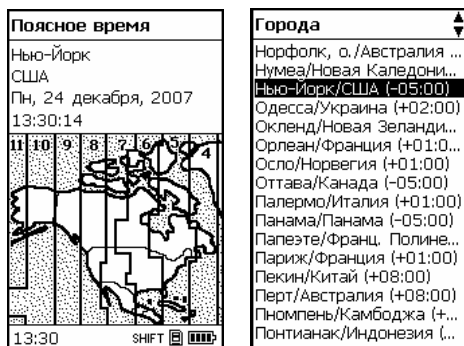 Поясное время
Нью-Йорк
США
Пн, 24 декабря, 2007
13:30:14
11 10 9 8 7 6 5 4
13:30 SHIFT
Города
Норфолк, о./Австралия ...
Нумеа/Новая Каледони...
Нью-Йорк/США (-05:00)
Одесса/Украина (+02:00)
Окленд/Новая Зеланди...
Орлеан/Франция (+01:0...
Осло/Норвегия (+01:00)
Оттава/Канада (-05:00)
Палермо/Италия (+01:00)
Панама/Панама (-05:00)
Папеэте/Франц. Полине...
Париж/Франция (+01:00)
Пекин/Китай (+08:00)
Перт/Австралия (+08:00)
Пномпень/Камбоджа (+...
Понтианак/Индонезия (...